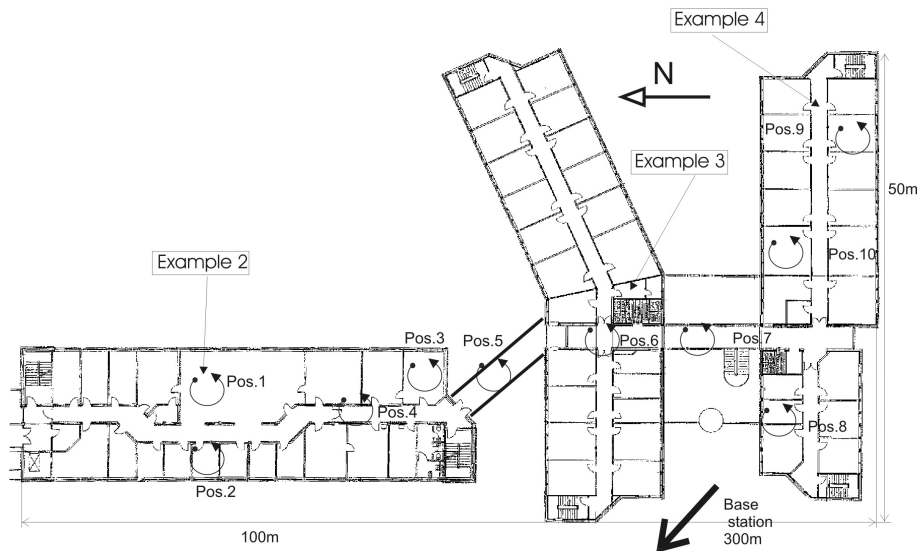 Example 4
N
Pos.9
Example 3
50m
Pos.10
Example 2
Pos.3
Pos.5
Pos.6
Pos.7
Pos.1
Pos.4
Pos.8
Pos.2
Base
station
300m
100m